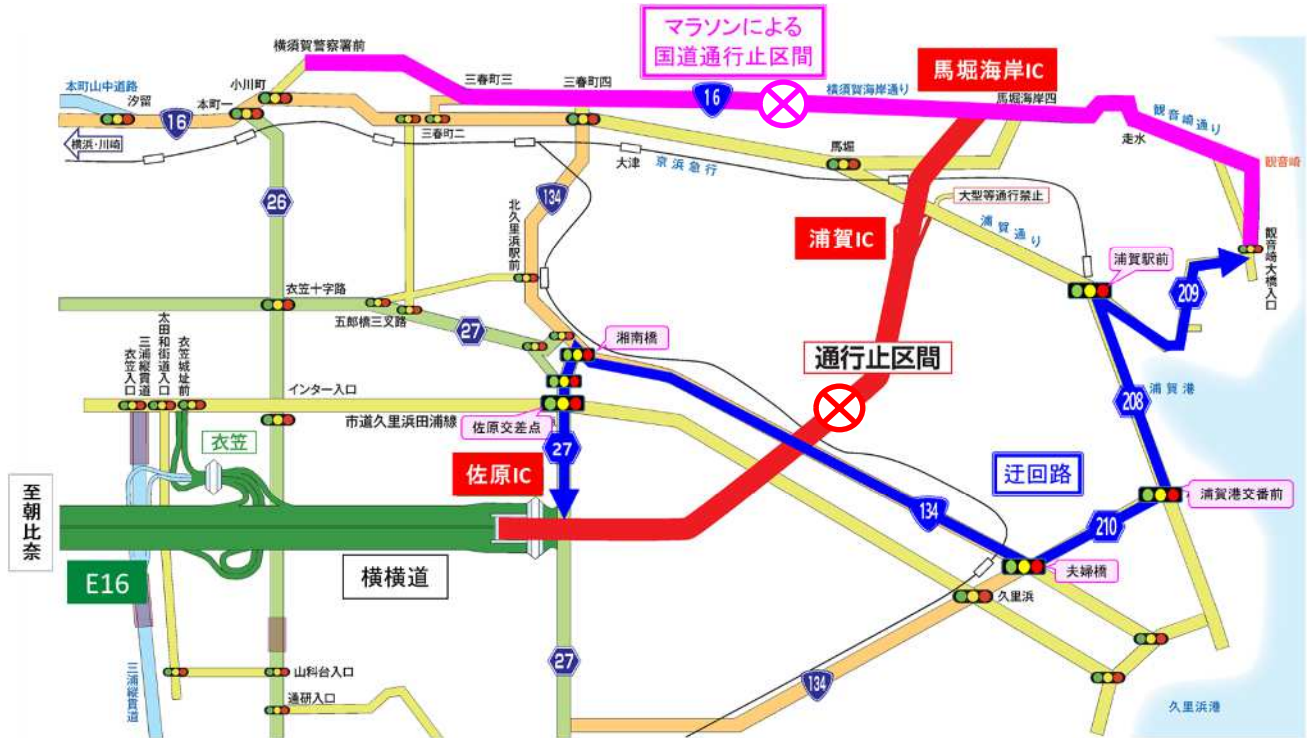 マラソンによる
国道通行止区間
横須賀警察署前
馬堀海岸IC
本町山中道路
汐留
小川町
本町一
16
三春町三
三春町四
16
横須賀海岸通り
馬堀海岸四
観音崎通り
走水
観音崎
横浜・川崎
三春町二
大津
京浜急行
馬堀
大型等通行禁止
26
134
北久里浜駅前
浦賀IC
浦賀通り
浦賀駅前
209
観音崎大橋入口
衣笠十字路
五郎橋三叉路
27
湘南橋
通行止区間
208
浦賀港
三浦縦貫道
衣笠入口
太田和街道入口
衣笠城址前
インター入口
市道久里浜田浦線
佐原交差点
27
衣笠
佐原IC
迂回路
134
210
浦賀港交番前
至朝比奈
E16
横横道
夫婦橋
久里浜
三浦縦貫道
山科台入口
通研入口
27
134
久里浜港